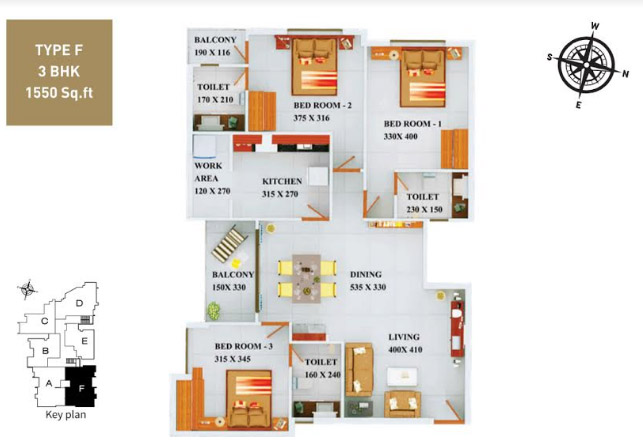 TYPE F
3 BHK
1550 Sq.ft
BALCONY
190 X 116
TOILET
170 X 210
BED ROOM - 2
375 X 316
BED ROOM - 1
330X 400
WORK
AREA
120 X 270
KITCHEN
315 X 270
TOILET
230 X 150
BALCONY
150X 330
DINING
535 X 330
BED ROOM - 3
315 X 345
TOILET
160 X 240
LIVING
400X 410
W
S
N
E
D
C
E
B
A
F
Key plan